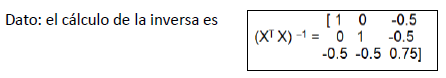 Dato: el cálculo de la inversa es
[ 1 0 -0.5
(Xᵀ X) ⁻¹ = 0 1 -0.5
-0.5 -0.5 0.75]